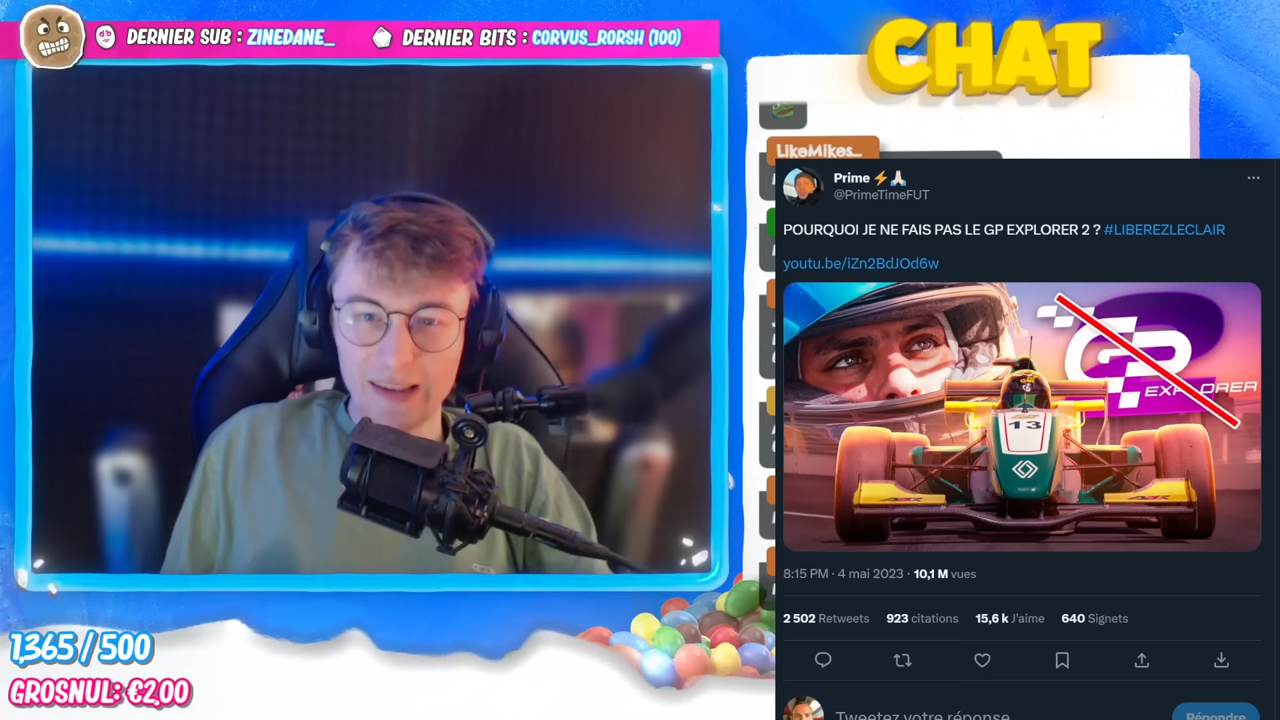 DERNIER SUB : ZINEDANE_
DERNIER BITS : CORVUS_RORSH (100)
CHAT
LikeMikes_
Prime ⚡🙏🏻
@PrimeTimeFUT
POURQUOI JE NE FAIS PAS LE GP EXPLORER 2 ? #LIBEREZLECLAIR
youtu.be/iZn2BdJOd6w
GP
EXPLORER
13
8:15 PM · 4 mai 2023 · 10,1 M vues
2 502 Retweets 923 citations 15,6 k J'aime 640 Signets
Tweetez votre réponse
Répondre
1,365 / 500
GROSNUL: €2,00